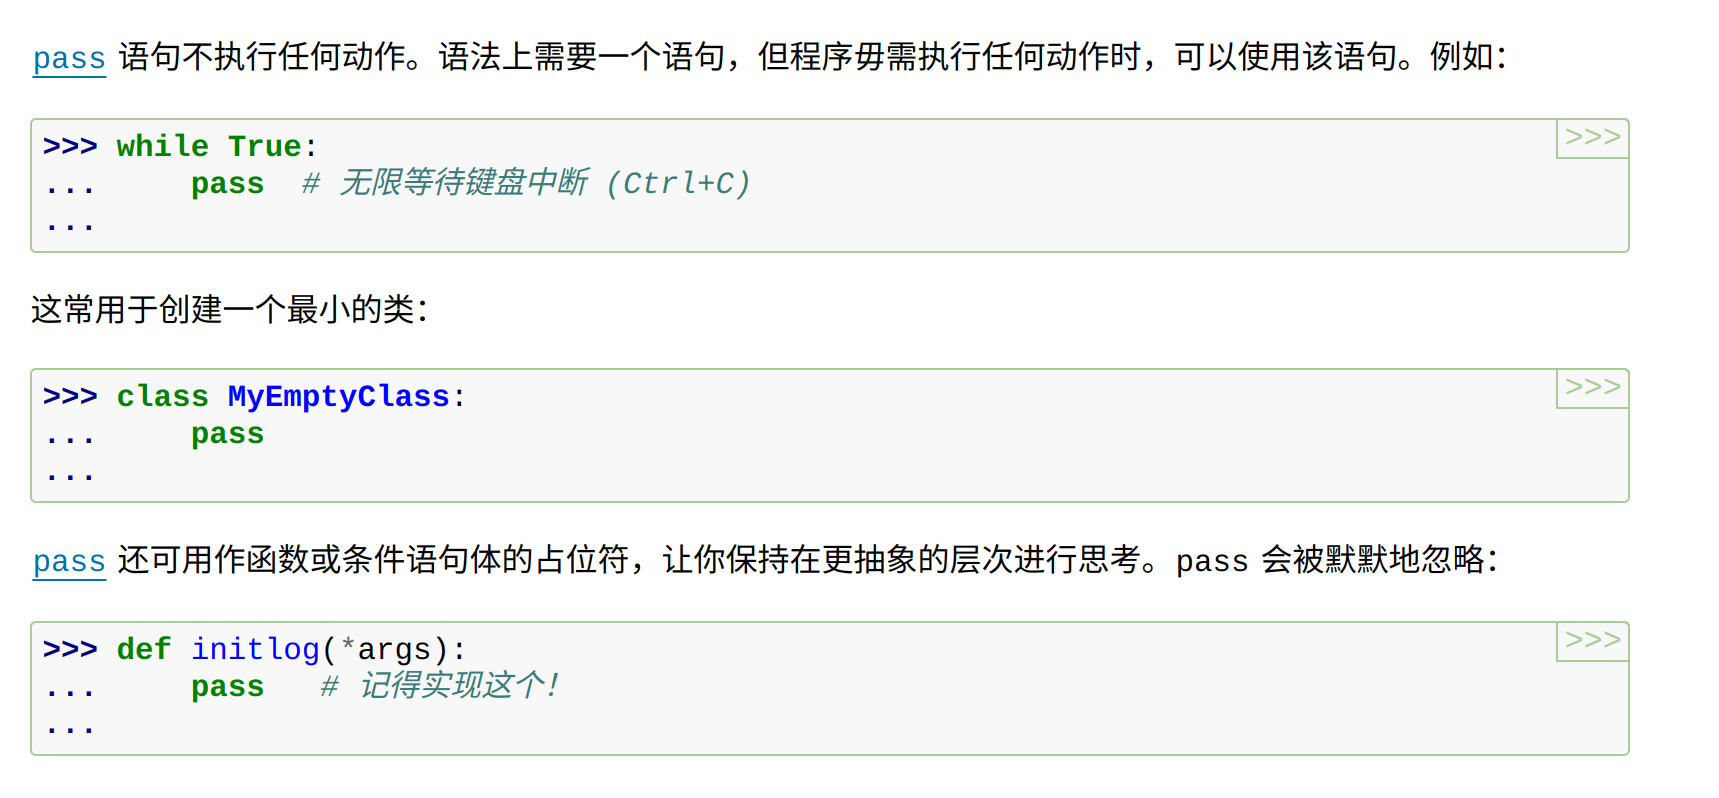 pass 语句不执行任何动作。语法上需要一个语句，但程序毋需执行任何动作时，可以使用该语句。例如：
>>> while True:                    >>>
...     pass  # 无限等待键盘中断 (Ctrl+C)
...
这常用于创建一个最小的类：
>>> class MyEmptyClass:                    >>>
...     pass
...
pass 还可用作函数或条件语句体的占位符，让你保持在更抽象的层次进行思考。pass 会被默默地忽略：
>>> def initlog(*args):                    >>>
...     pass   # 记得实现这个！
...